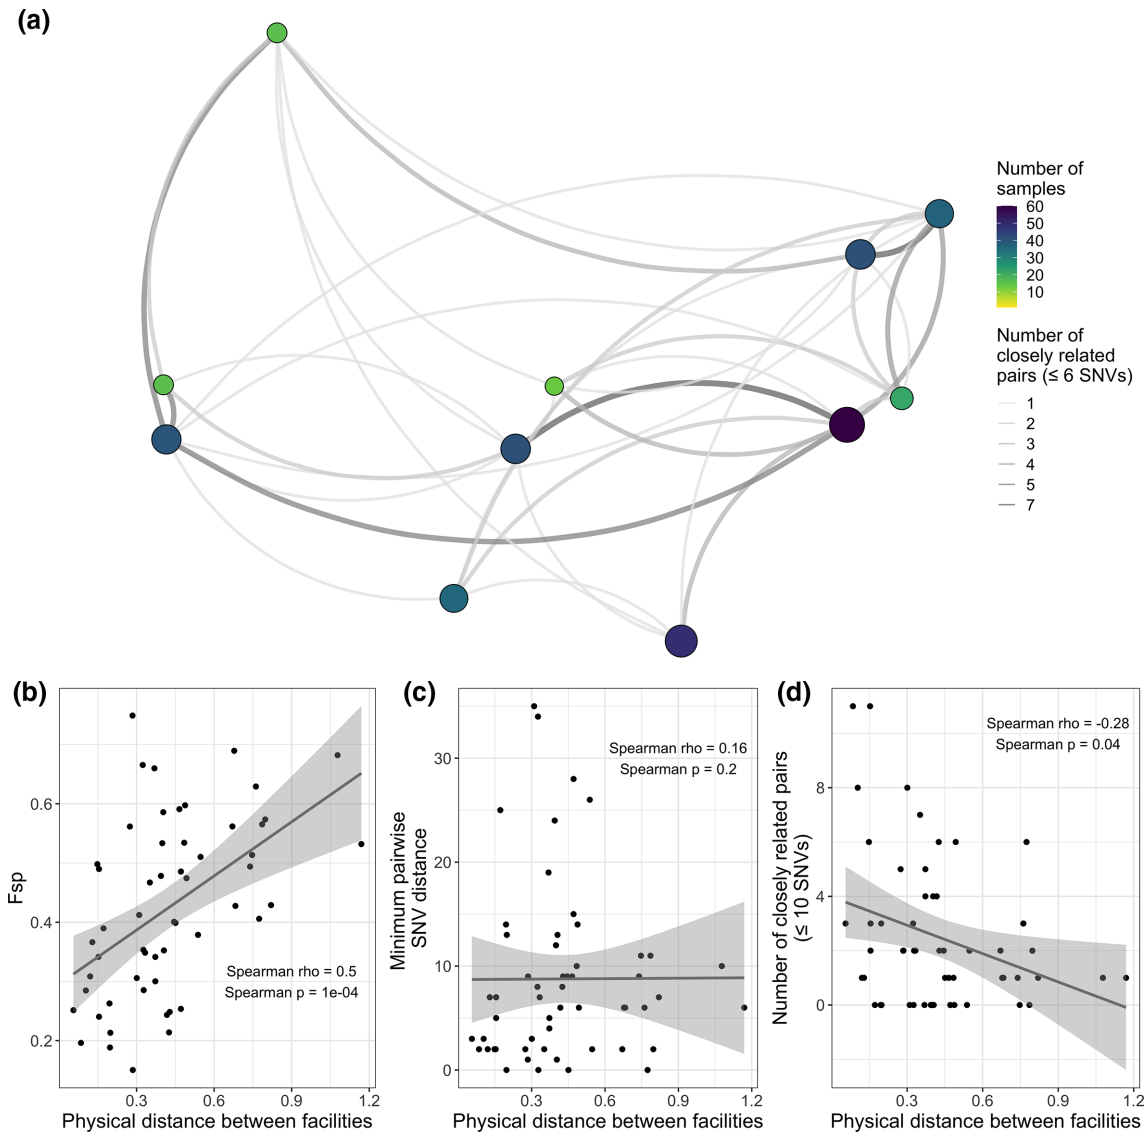 (a)
Number of
samples
60
50
40
30
20
10
Number of
closely related
pairs (≤ 6 SNVs)
1
2
3
4
5
7
(b)
Fsp
0.6
0.4
0.2
Spearman rho = 0.5
Spearman p = 1e-04
0.3 0.6 0.9 1.2
Physical distance between facilities
(c)
Minimum pairwise
SNV distance
30
20
10
0
Spearman rho = 0.16
Spearman p = 0.2
0.3 0.6 0.9 1.2
Physical distance between facilities
(d)
Number of closely related pairs
(≤ 10 SNVs)
8
4
0
Spearman rho = -0.28
Spearman p = 0.04
0.3 0.6 0.9 1.2
Physical distance between facilities